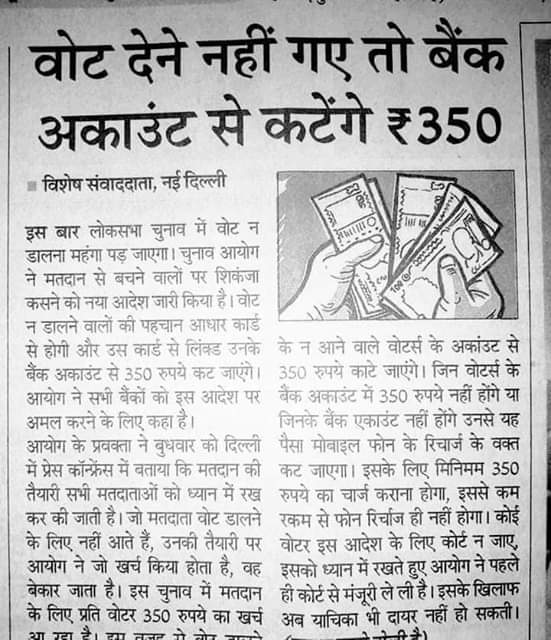 वोट देने नहीं गए तो बैंक
अकाउंट से कटेंगे ₹350
विशेष संवाददाता, नई दिल्ली
इस बार लोकसभा चुनाव में वोट न
डालना महंगा पड़ जाएगा। चुनाव आयोग
ने मतदान से बचने वालों पर शिकंजा
कसने को नया आदेश जारी किया है। वोट
न डालने वालों की पहचान आधार कार्ड
से होगी और उस कार्ड से लिंक्ड उनके
बैंक अकाउंट से 350 रुपये कट जाएंगे।
आयोग ने सभी बैंकों को इस आदेश पर
अमल करने के लिए कहा है।
आयोग के प्रवक्ता ने बुधवार को दिल्ली
में प्रेस कॉन्फ्रेंस में बताया कि मतदान की
तैयारी सभी मतदाताओं को ध्यान में रख
कर की जाती है। जो मतदाता वोट डालने
के लिए नहीं आते हैं, उनकी तैयारी पर
आयोग ने जो खर्च किया होता है, वह
बेकार जाता है। इस चुनाव में मतदान
के लिए प्रति वोटर 350 रुपये का खर्च
आ रहा है। इस वजह से वोट डालने
के न आने वाले वोटर्स के अकांउट से
350 रुपये काटे जाएंगे। जिन वोटर्स के
बैंक अकाउंट में 350 रुपये नहीं होंगे या
जिनके बैंक एकाउंट नहीं होंगे उनसे यह
पैसा मोबाइल फोन के रिचार्ज के वक्त
कट जाएगा। इसके लिए मिनिमम 350
रुपये का चार्ज कराना होगा, इससे कम
रकम से फोन रिर्चाज ही नहीं होगा। कोई
वोटर इस आदेश के लिए कोर्ट न जाए,
इसको ध्यान में रखते हुए आयोग ने पहले
ही कोर्ट से मंजूरी ले ली है। इसके खिलाफ
अब याचिका भी दायर नहीं हो सकती।